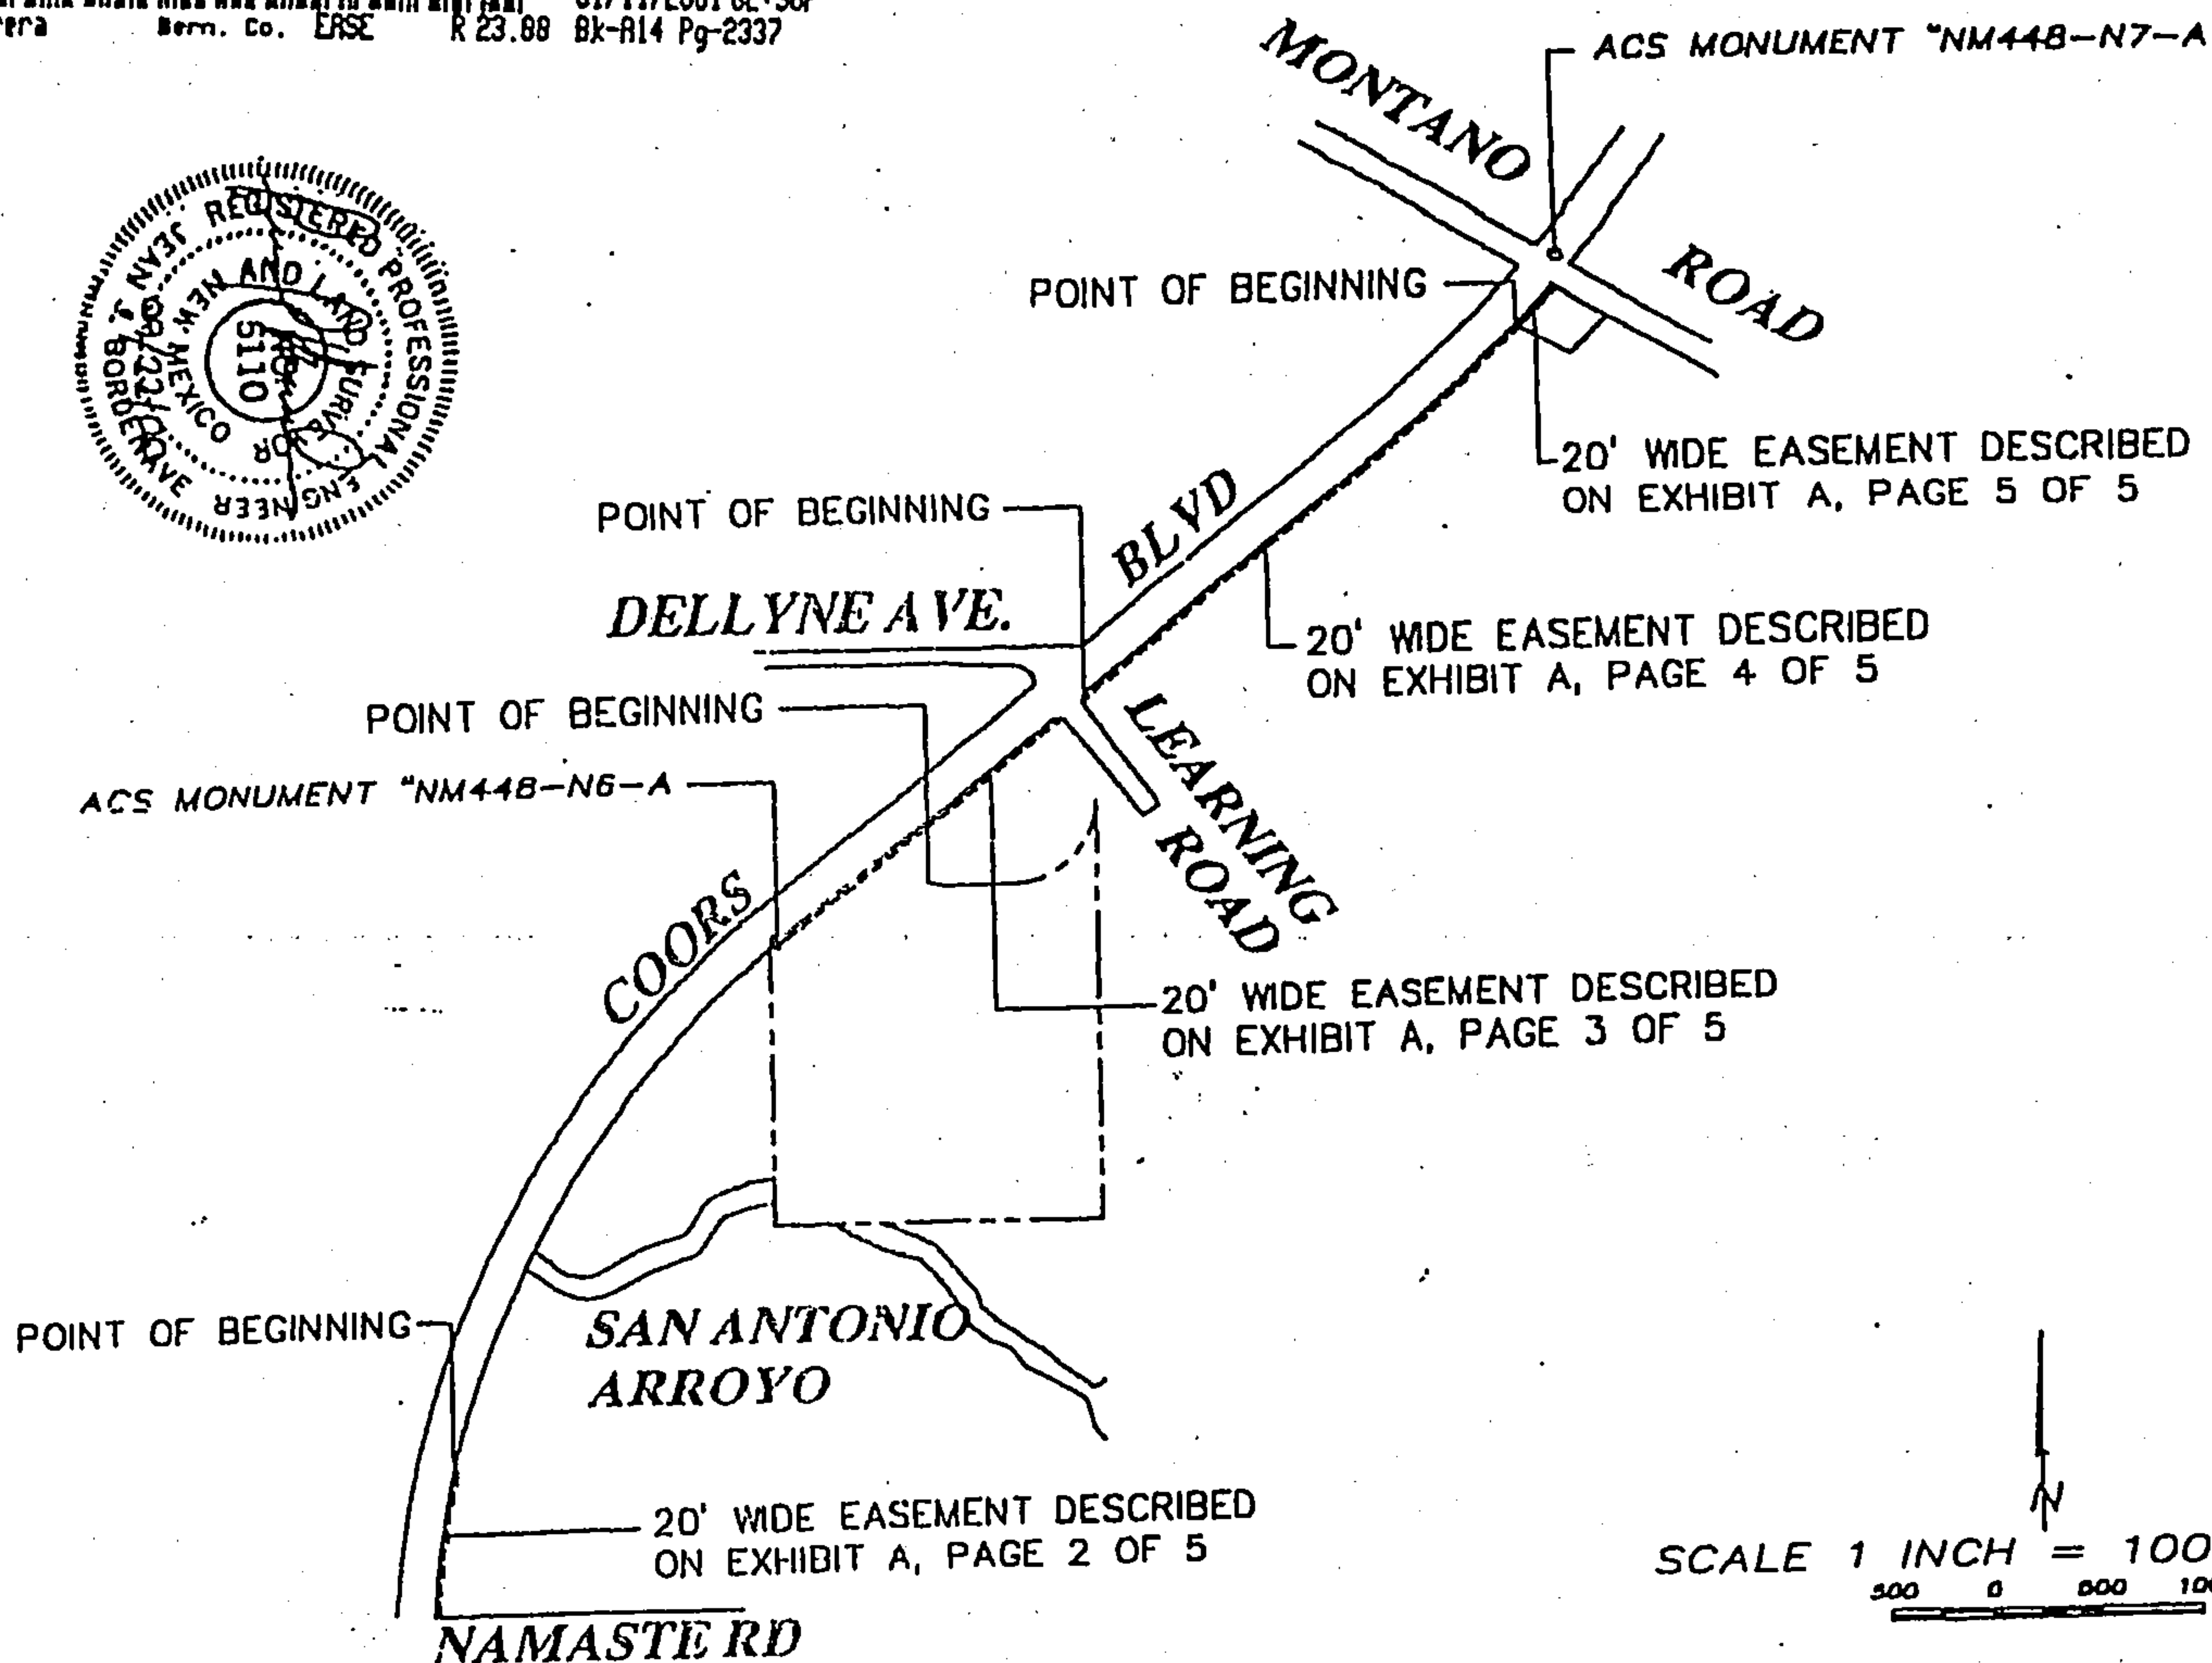 Bern. Co. EASE R 23.88 Bk-A14 Pg-2337
ACS MONUMENT "NM448-N7-A
MONTANO
ROAD
REGISTERED PROFESSIONAL
ENGINEER AND LAND SURVEYOR
JEAN J. BORDENAVE
NEW MEXICO
5110
POINT OF BEGINNING
20' WIDE EASEMENT DESCRIBED
ON EXHIBIT A, PAGE 5 OF 5
POINT OF BEGINNING
BLVD
DELLYNE AVE.
20' WIDE EASEMENT DESCRIBED
ON EXHIBIT A, PAGE 4 OF 5
POINT OF BEGINNING
LEARNING
ROAD
ACS MONUMENT "NM448-N6-A
COORS
20' WIDE EASEMENT DESCRIBED
ON EXHIBIT A, PAGE 3 OF 5
SAN ANTONIO
ARROYO
POINT OF BEGINNING
20' WIDE EASEMENT DESCRIBED
ON EXHIBIT A, PAGE 2 OF 5
NAMASTE RD
N
SCALE 1 INCH = 100
500 0 500 100